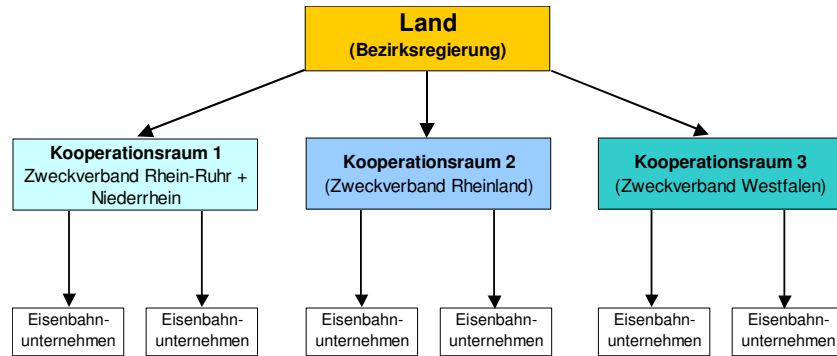 Land
(Bezirksregierung)
Kooperationsraum 1
Zweckverband Rhein-Ruhr +
Niederrhein
Kooperationsraum 2
(Zweckverband Rheinland)
Kooperationsraum 3
(Zweckverband Westfalen)
Eisenbahn-
unternehmen
Eisenbahn-
unternehmen
Eisenbahn-
unternehmen
Eisenbahn-
unternehmen
Eisenbahn-
unternehmen
Eisenbahn-
unternehmen